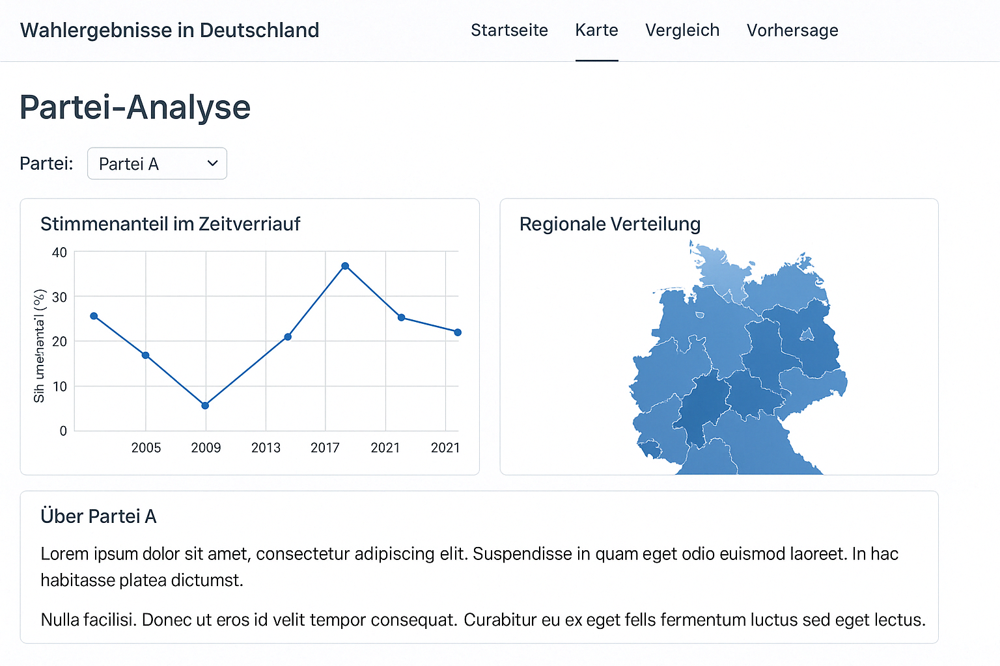 Wahlergebnisse in Deutschland
Startseite Karte Vergleich Vorhersage
Partei-Analyse
Partei: Partei A
Stimmenanteil im Zeitverriauf
40
30
20
10
0
2005 2009 2013 2017 2021 2021
Regionale Verteilung
Über Partei A
Lorem ipsum dolor sit amet, consectetur adipiscing elit. Suspendisse in quam eget odio euismod laoreet. In hac
habitasse platea dictumst.
Nulla facilisi. Donec ut eros id velit tempor consequat. Curabitur eu ex eget fells fermentum luctus sed eget lectus.